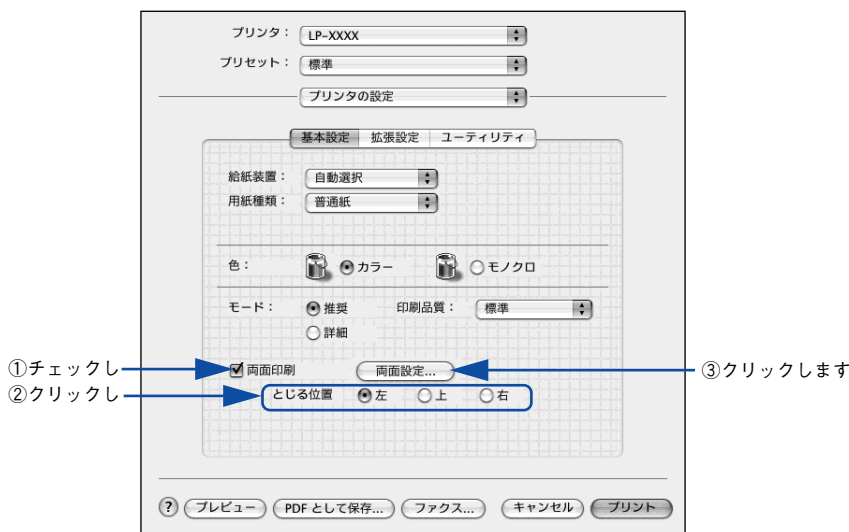 プリンタ： LP-XXXX
プリセット： 標準
プリンタの設定
基本設定 拡張設定 ユーティリティ
給紙装置： 自動選択
用紙種類： 普通紙
色： カラー モノクロ
モード： 推奨 印刷品質： 標準
詳細
①チェックし 両面印刷 両面設定... ③クリックします
②クリックし とじる位置 左 上 右
? プレビュー PDF として保存... ファクス... キャンセル プリント